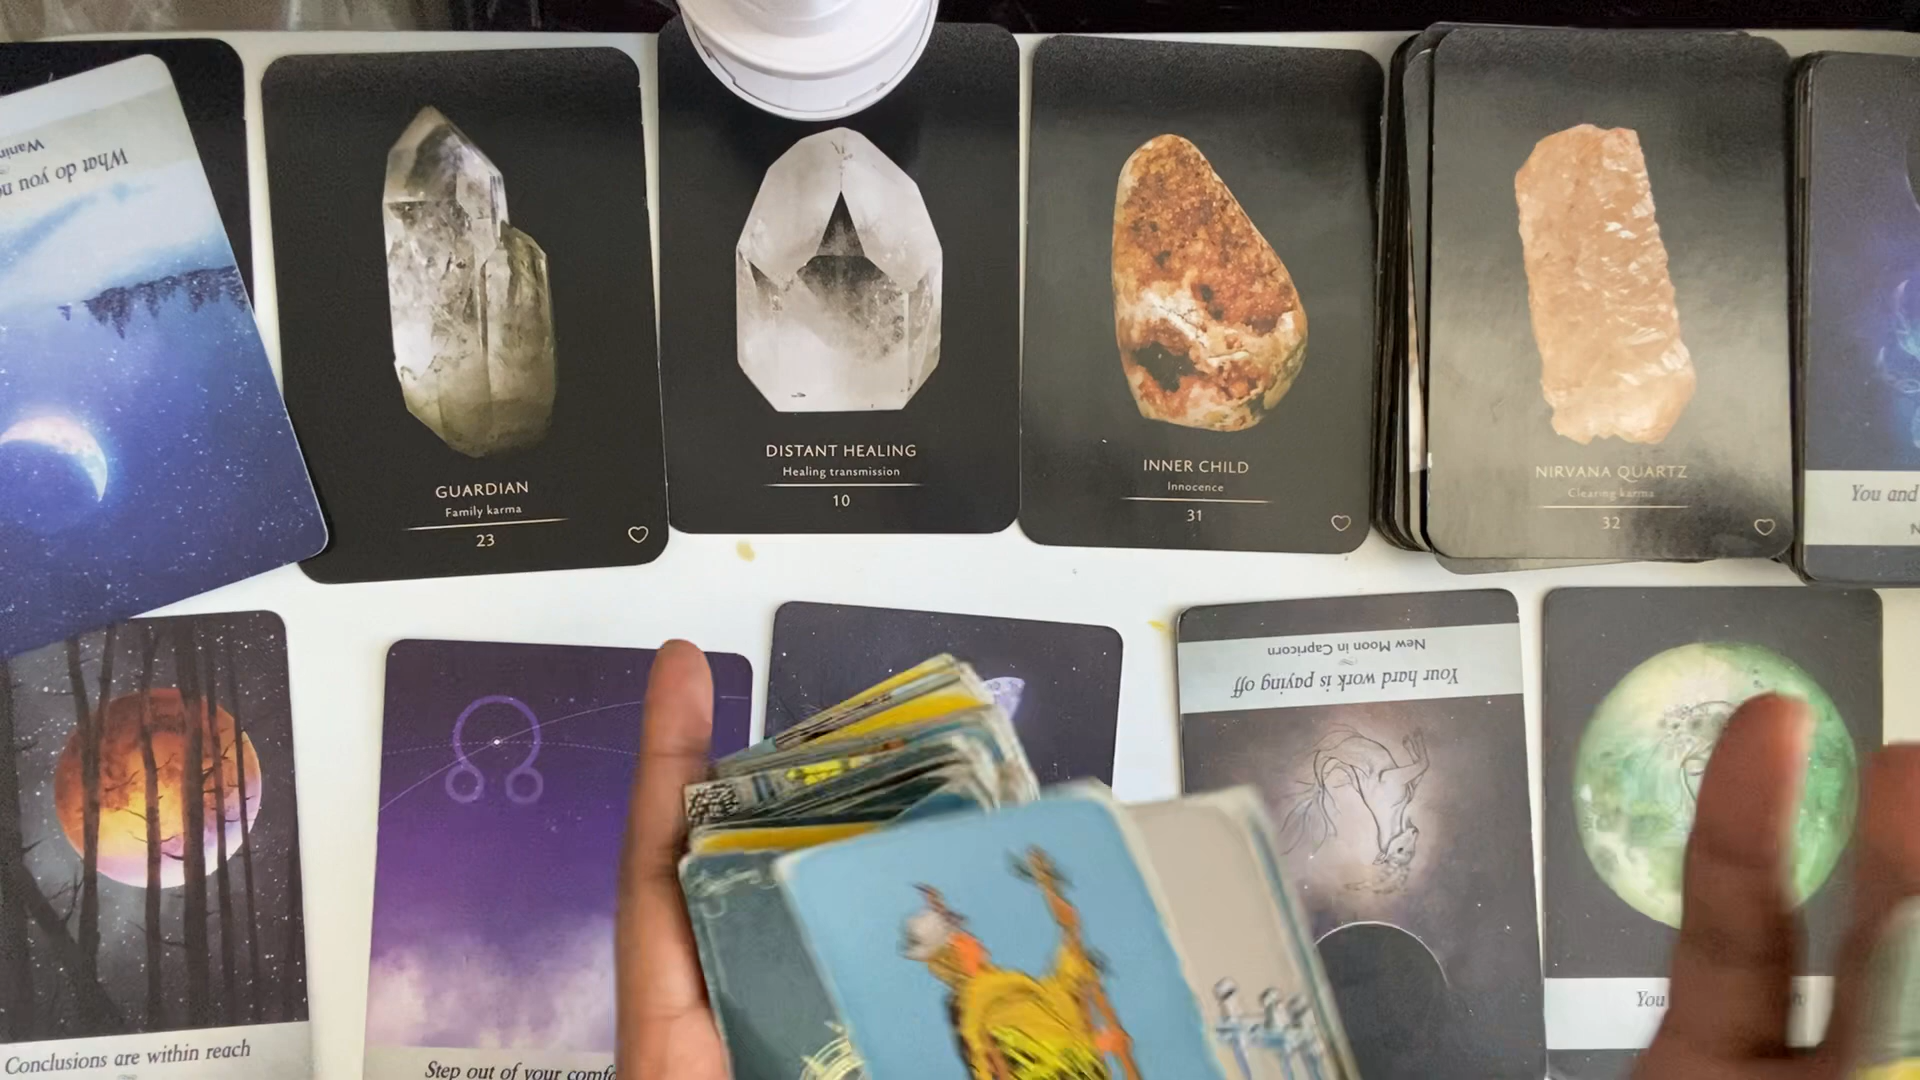 What do you
GUARDIAN
Family karma
23
DISTANT HEALING
Healing transmission
10
INNER CHILD
Innocence
31
NIRVANA QUARTZ
Clearing karma
32
You and
Conclusions are within reach
Step out of your
Your hard work is paying off
New Moon in Capricorn
You